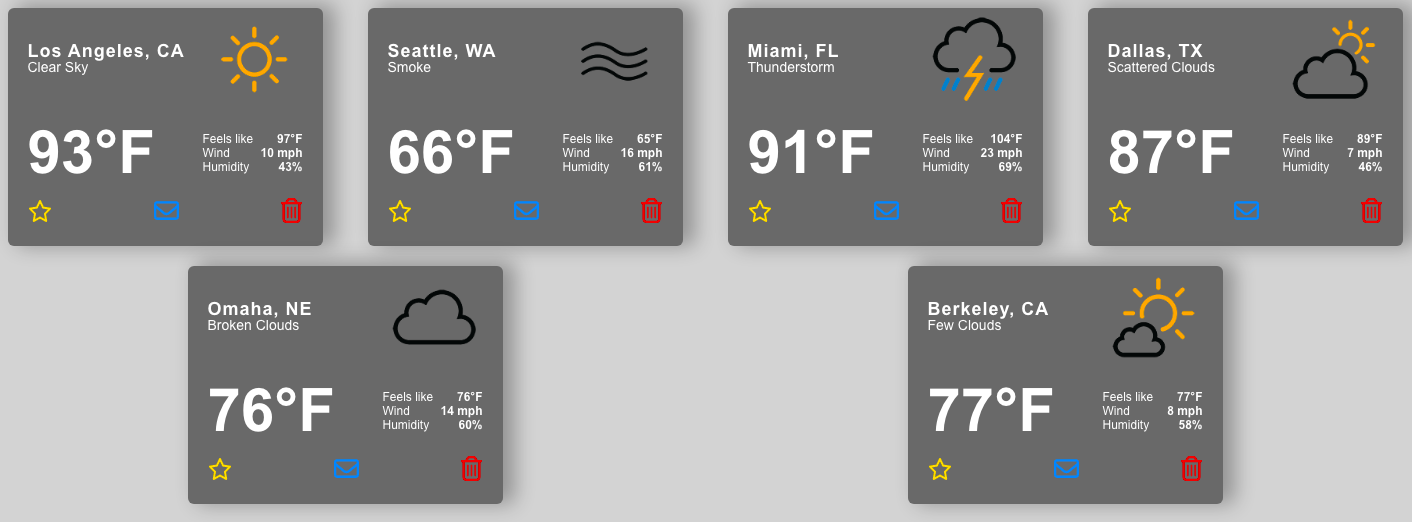 Los Angeles, CA
Clear Sky
93°F
Feels like 97°F
Wind 10 mph
Humidity 43%
Seattle, WA
Smoke
66°F
Feels like 65°F
Wind 16 mph
Humidity 61%
Miami, FL
Thunderstorm
91°F
Feels like 104°F
Wind 23 mph
Humidity 69%
Dallas, TX
Scattered Clouds
87°F
Feels like 89°F
Wind 7 mph
Humidity 46%
Omaha, NE
Broken Clouds
76°F
Feels like 76°F
Wind 14 mph
Humidity 60%
Berkeley, CA
Few Clouds
77°F
Feels like 77°F
Wind 8 mph
Humidity 58%